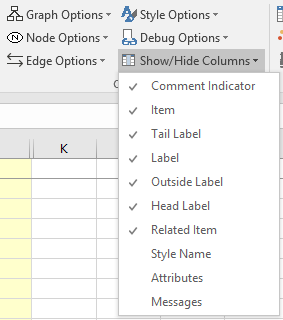 Graph Options Style Options
Node Options Debug Options
Edge Options Show/Hide Columns
K
Comment Indicator
Item
Tail Label
Label
Outside Label
Head Label
Related Item
Style Name
Attributes
Messages